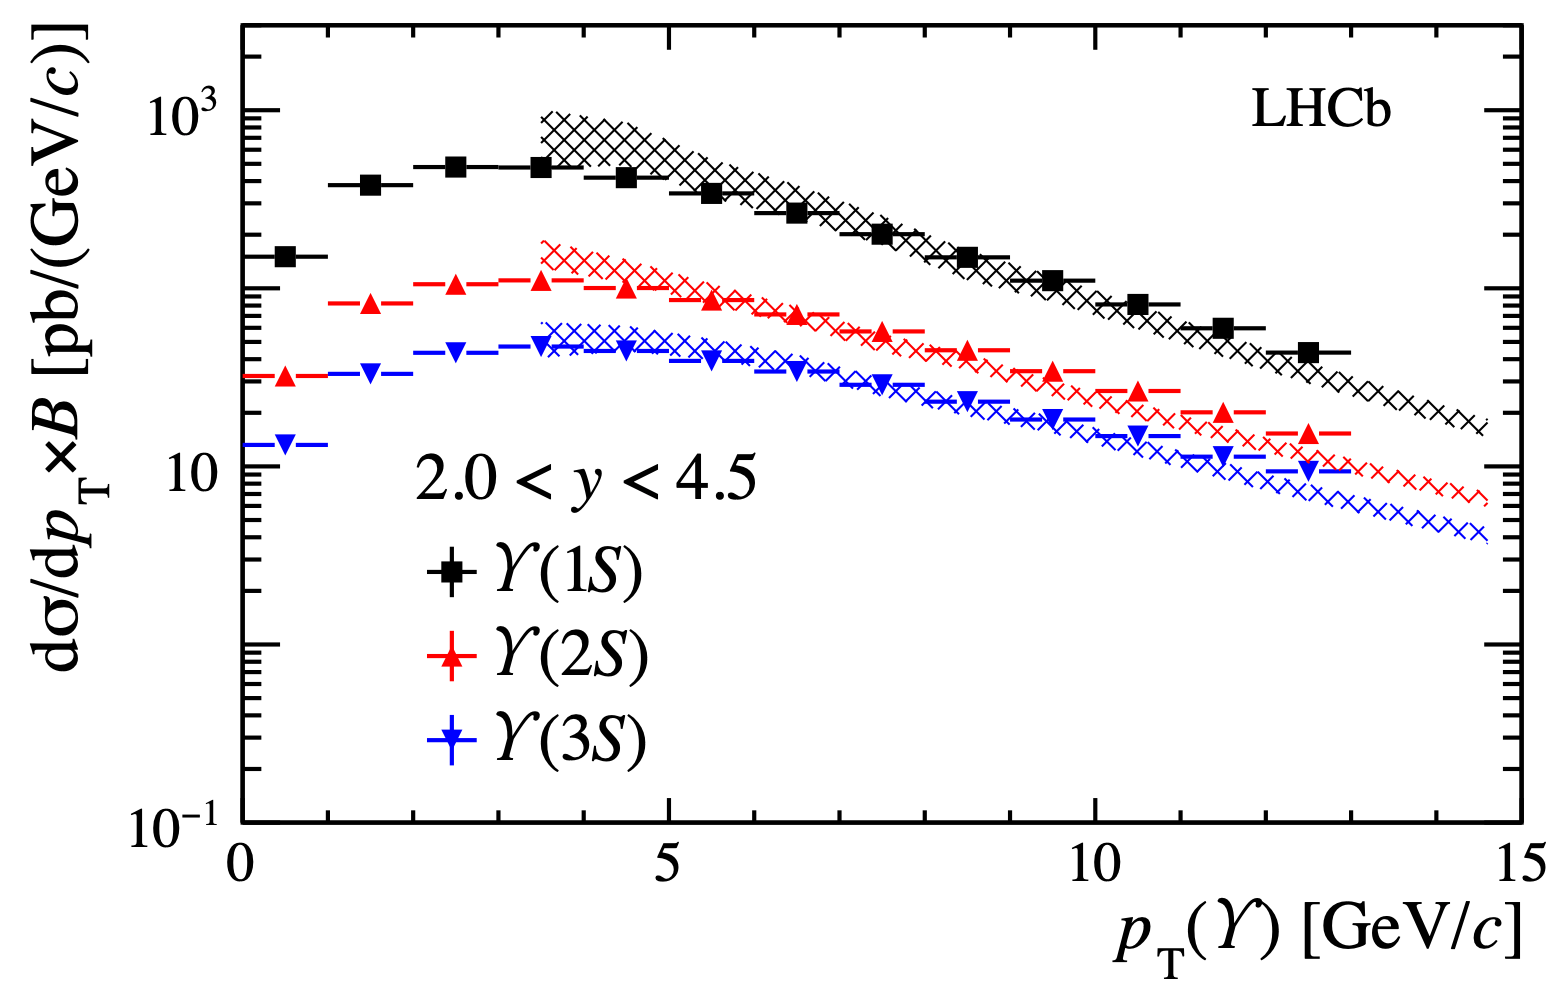 dσ/dp_T×B [pb/(GeV/c)]
10³
10
10⁻¹
LHCb
2.0 < y < 4.5
ϒ(1S)
ϒ(2S)
ϒ(3S)
0 5 10 15
p_T(ϒ) [GeV/c]